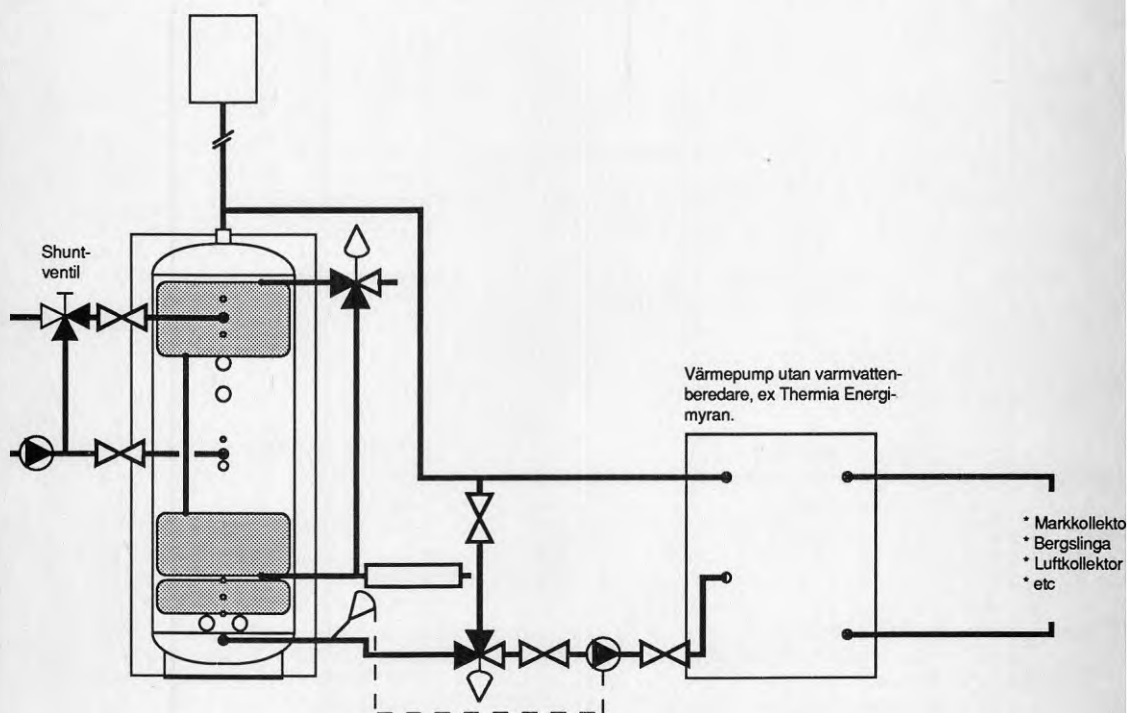 Shunt-
ventil
Värmepump utan varmvatten-
beredare, ex Thermia Energi-
myran.
* Markkollekto
* Bergslinga
* Luftkollektor
* etc